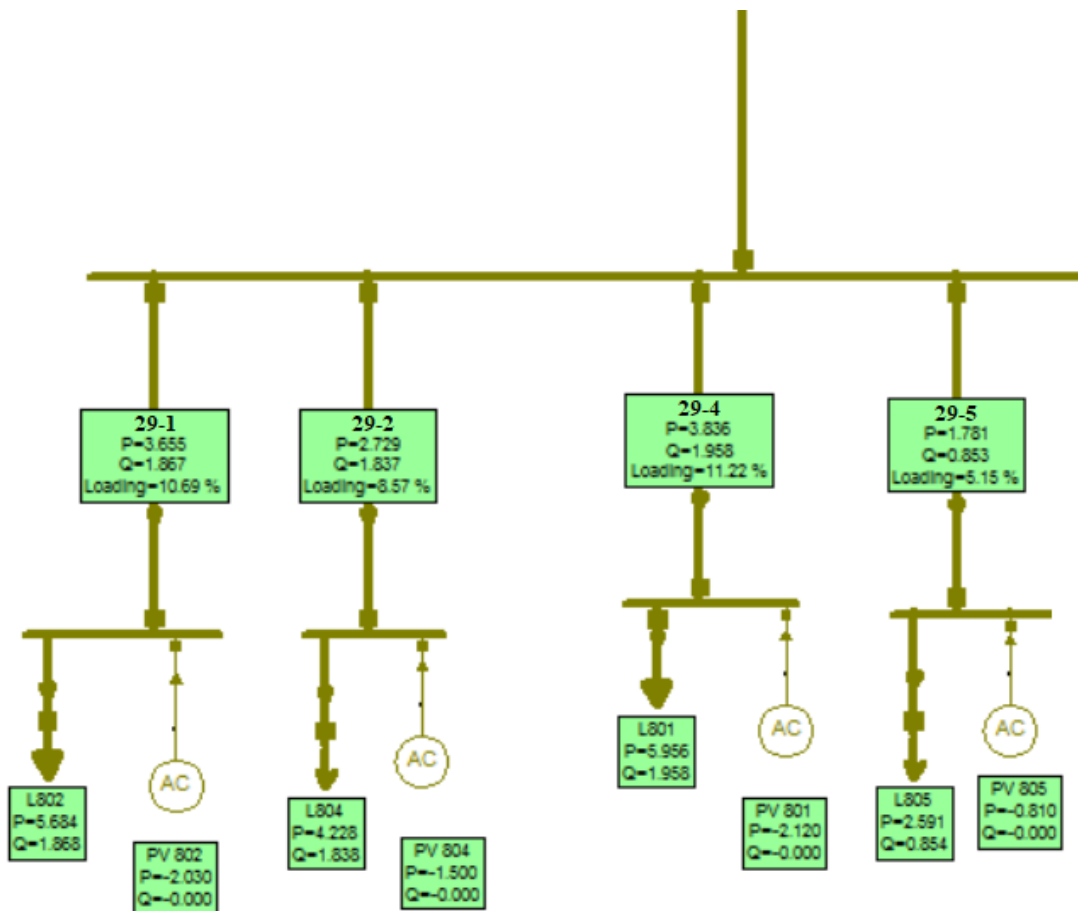 29-1
P=3.655
Q=1.867
Loading=10.69 %
29-2
P=2.729
Q=1.837
Loading=8.57 %
29-4
P=3.836
Q=1.958
Loading=11.22 %
29-5
P=1.781
Q=0.853
Loading=5.15 %
L802
P=5.684
Q=1.868
AC
PV 802
P=-2.030
Q=-0.000
L804
P=4.228
Q=1.838
AC
PV 804
P=-1.500
Q=-0.000
L801
P=5.956
Q=1.958
AC
PV 801
P=-2.120
Q=-0.000
L805
P=2.591
Q=0.854
AC
PV 805
P=-0.810
Q=-0.000